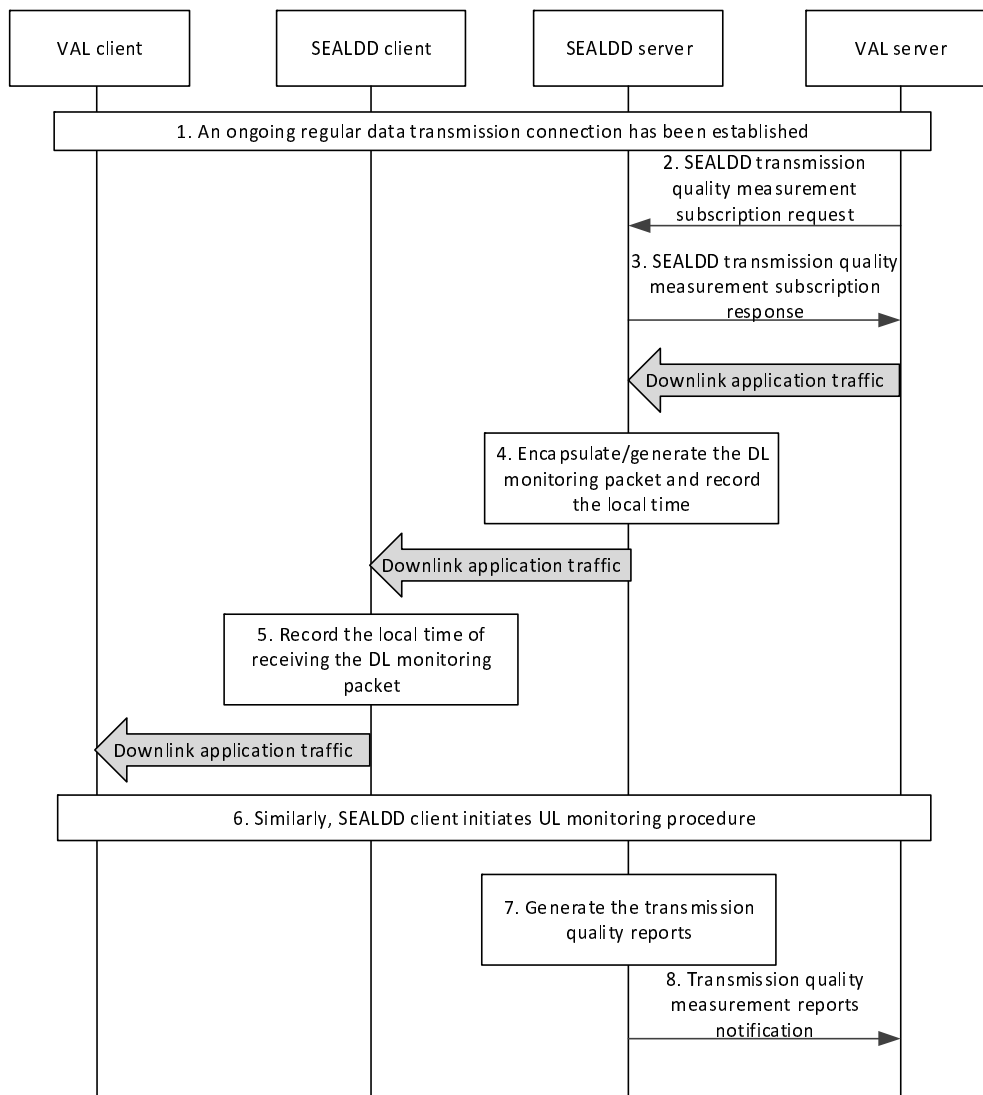 VAL client
SEALDD client
SEALDD server
VAL server
1. An ongoing regular data transmission connection has been established
2. SEALDD transmission
quality measurement
subscription request
3. SEALDD transmission quality
measurement subscription
response
Downlink application traffic
4. Encapsulate/generate the DL
monitoring packet and record
the local time
Downlink application traffic
5. Record the local time of
receiving the DL monitoring
packet
Downlink application traffic
6. Similarly, SEALDD client initiates UL monitoring procedure
7. Generate the transmission
quality reports
8. Transmission quality
measurement reports
notification